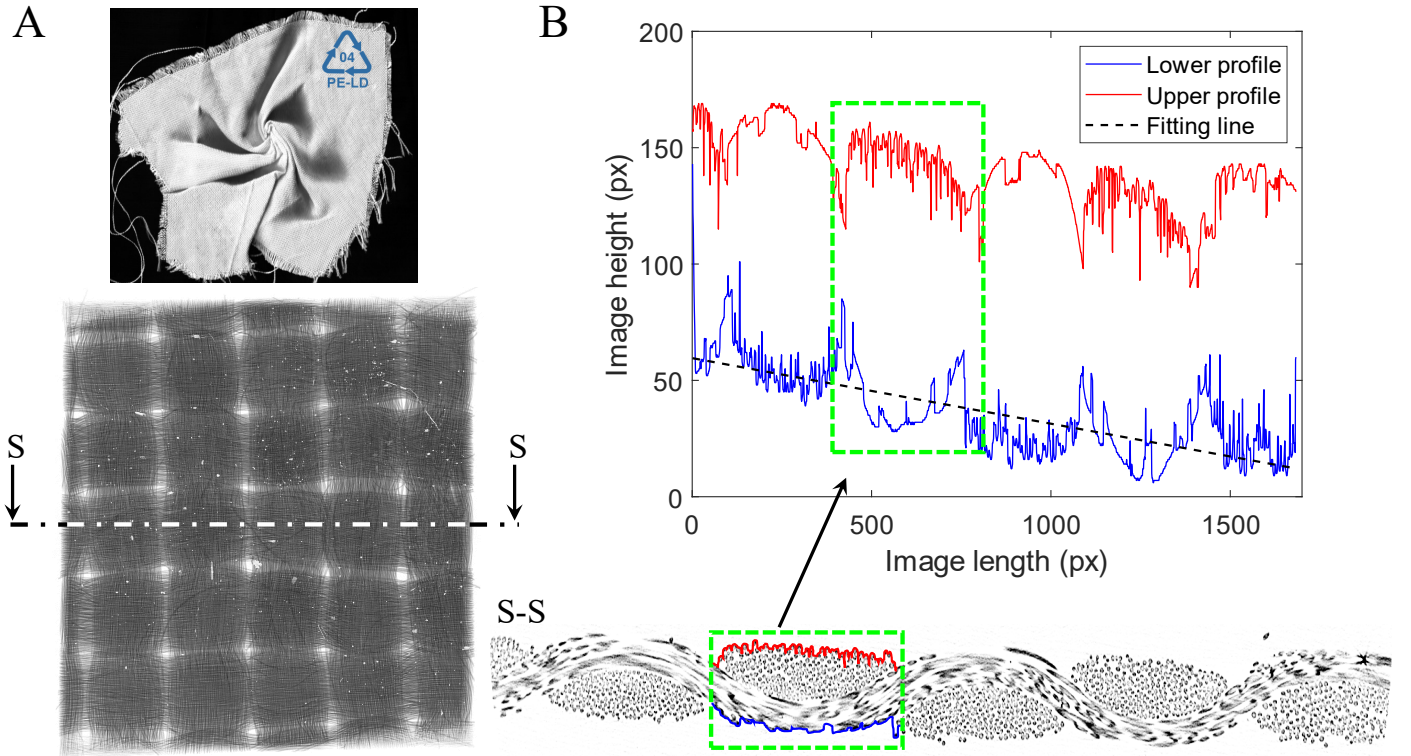 A
04
PE-LD
S
S
B
200
150
100
50
0
Image height (px)
0
500
1000
1500
Image length (px)
Lower profile
Upper profile
Fitting line
S-S